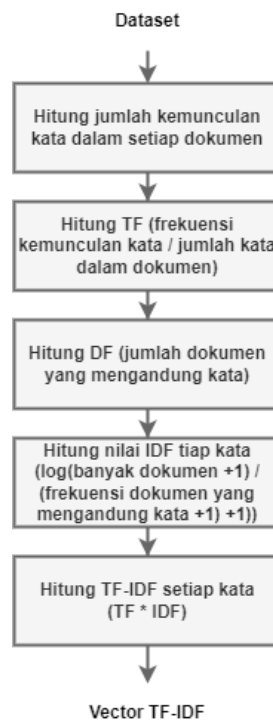 Dataset
Hitung jumlah kemunculan
kata dalam setiap dokumen
Hitung TF (frekuensi
kemunculan kata / jumlah kata
dalam dokumen)
Hitung DF (jumlah dokumen
yang mengandung kata)
Hitung nilai IDF tiap kata
(log(banyak dokumen +1) /
(frekuensi dokumen yang
mengandung kata +1) +1))
Hitung TF-IDF setiap kata
(TF * IDF)
Vector TF-IDF